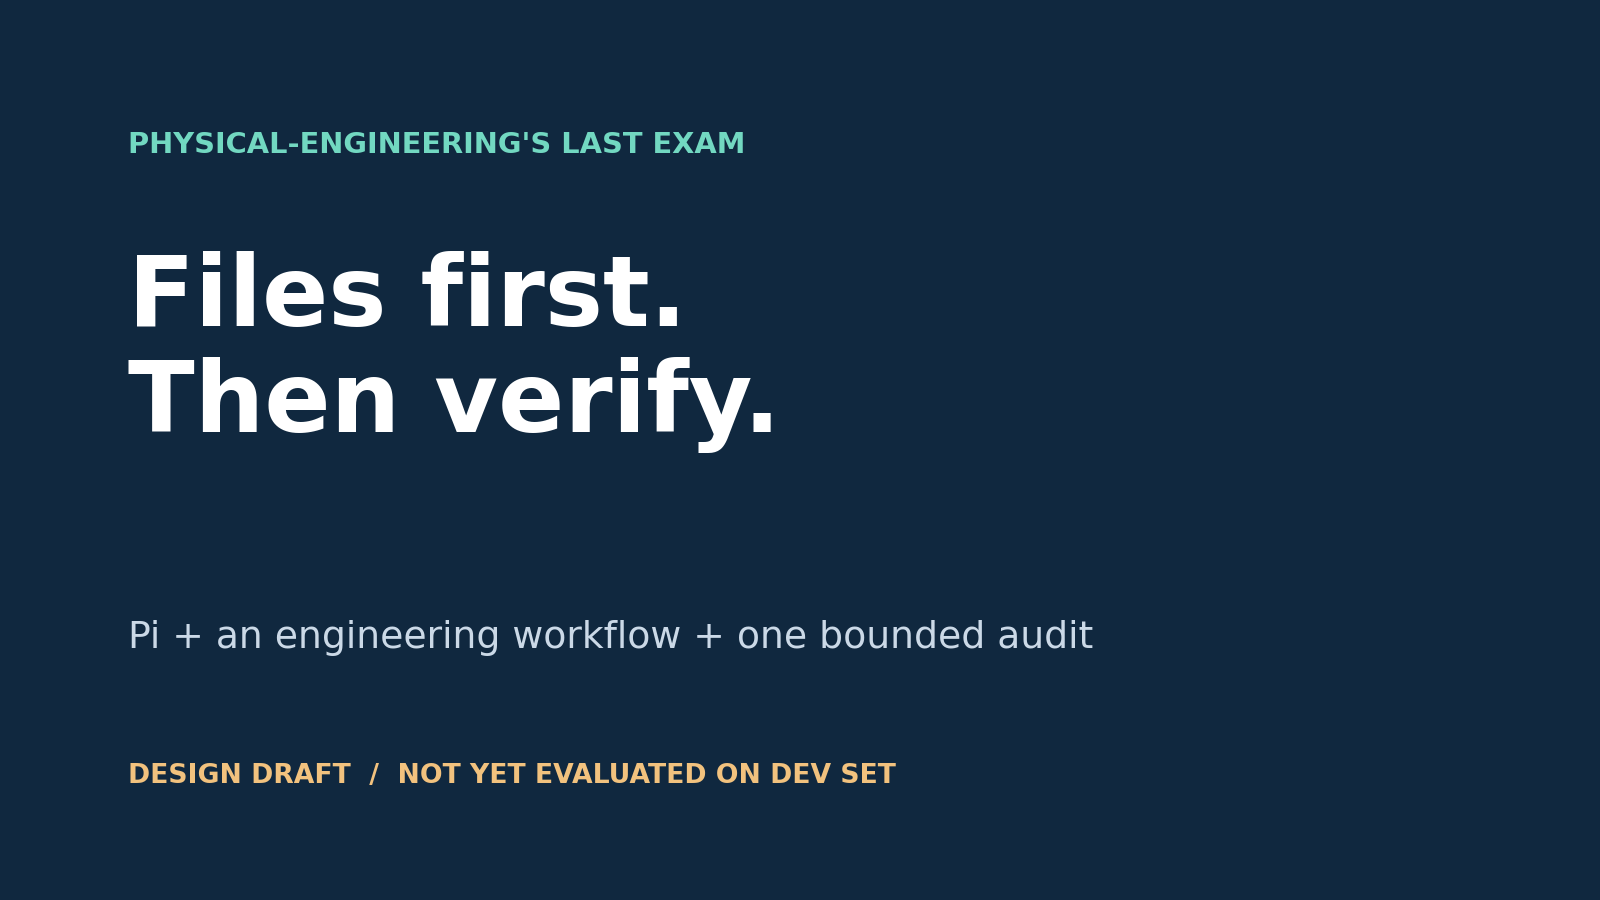 PHYSICAL-ENGINEERING'S LAST EXAM
Files first.
Then verify.
Pi + an engineering workflow + one bounded audit
DESIGN DRAFT / NOT YET EVALUATED ON DEV SET